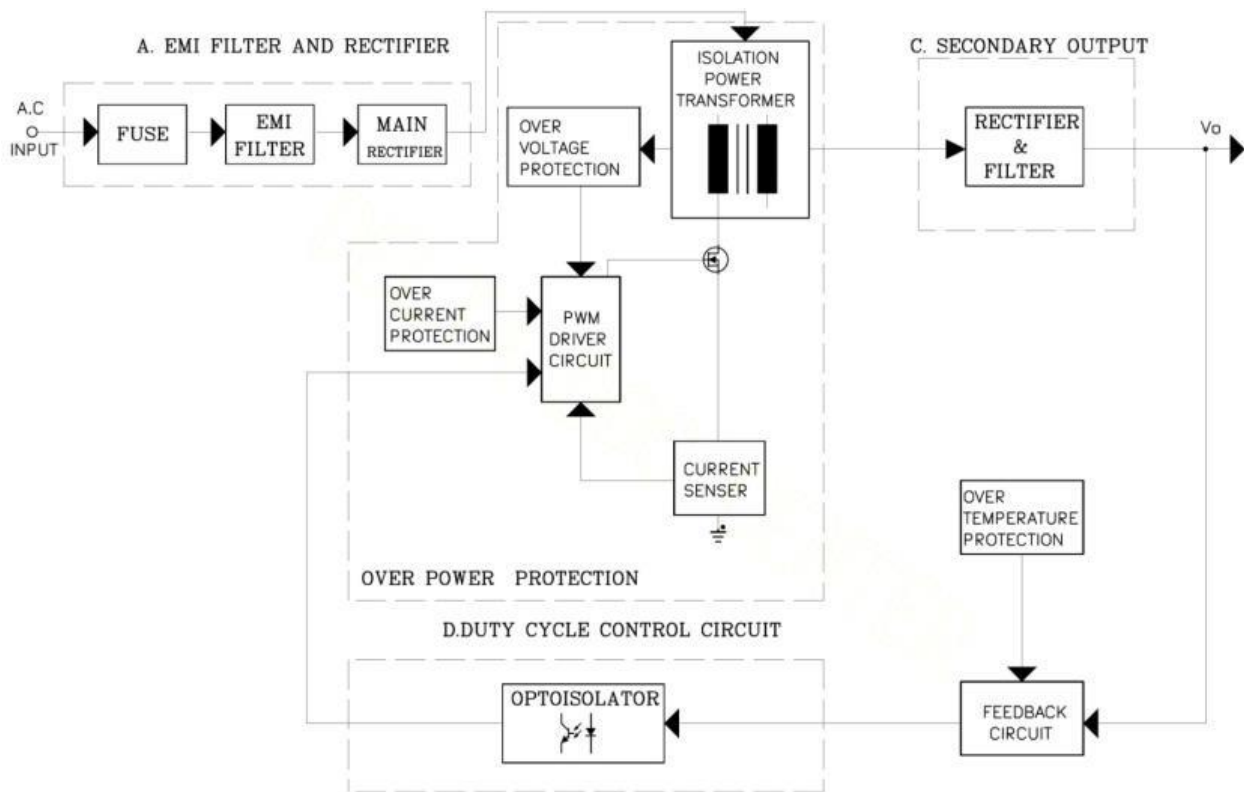 A. EMI FILTER AND RECTIFIER
C. SECONDARY OUTPUT
A.C
INPUT
FUSE
EMI
FILTER
MAIN
RECTIFIER
OVER
VOLTAGE
PROTECTION
ISOLATION
POWER
TRANSFORMER
RECTIFIER
&
FILTER
Vo
OVER
CURRENT
PROTECTION
PWM
DRIVER
CIRCUIT
CURRENT
SENSER
OVER
TEMPERATURE
PROTECTION
OVER POWER PROTECTION
D.DUTY CYCLE CONTROL CIRCUIT
OPTOISOLATOR
FEEDBACK
CIRCUIT